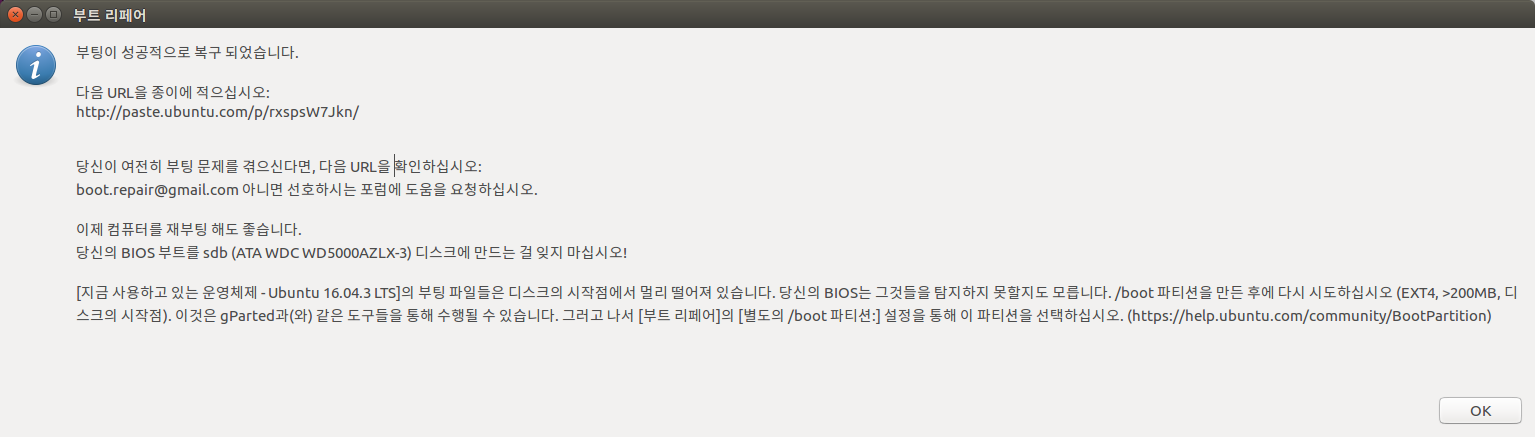 부트 리페어
부팅이 성공적으로 복구 되었습니다.
다음 URL을 종이에 적으십시오:
http://paste.ubuntu.com/p/rxspsW7Jkn/
당신이 여전히 부팅 문제를 겪으신다면, 다음 URL을 확인하십시오:
boot.repair@gmail.com 아니면 선호하시는 포럼에 도움을 요청하십시오.
이제 컴퓨터를 재부팅 해도 좋습니다.
당신의 BIOS 부트를 sdb (ATA WDC WD5000AZLX-3) 디스크에 만드는 걸 잊지 마십시오!
[지금 사용하고 있는 운영체제 - Ubuntu 16.04.3 LTS]의 부팅 파일들은 디스크의 시작점에서 멀리 떨어져 있습니다. 당신의 BIOS는 그것들을 탐지하지 못할지도 모릅니다. /boot 파티션을 만든 후에 다시 시도하십시오 (EXT4, >200MB, 디
스크의 시작점). 이것은 gParted과(와) 같은 도구들을 통해 수행될 수 있습니다. 그러고 나서 [부트 리페어]의 [별도의 /boot 파티션:] 설정을 통해 이 파티션을 선택하십시오. (https://help.ubuntu.com/community/BootPartition)
OK